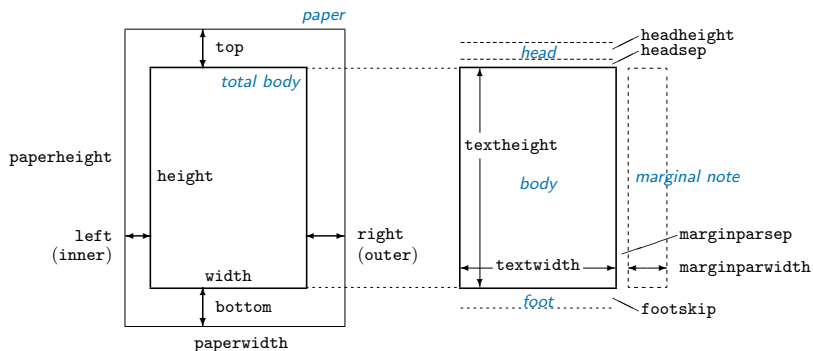 paper
top
total body
paperheight
height
left
(inner)
right
(outer)
width
bottom
paperwidth
headheight
headsep
head
textheight
body
marginal note
marginparsep
textwidth
marginparwidth
foot
footskip